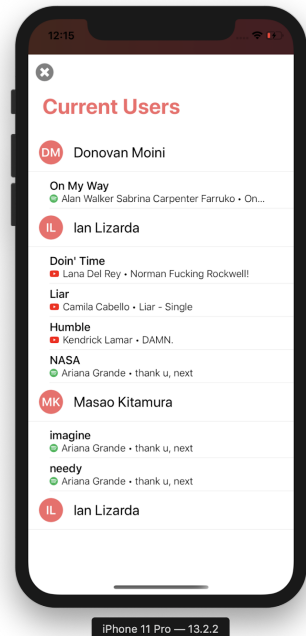 12:15
Current Users
DM Donovan Moini
On My Way
Alan Walker Sabrina Carpenter Farruko • On...
IL Ian Lizarda
Doin' Time
Lana Del Rey • Norman Fucking Rockwell!
Liar
Camila Cabello • Liar - Single
Humble
Kendrick Lamar • DAMN.
NASA
Ariana Grande • thank u, next
MK Masao Kitamura
imagine
Ariana Grande • thank u, next
needy
Ariana Grande • thank u, next
IL Ian Lizarda
iPhone 11 Pro — 13.2.2